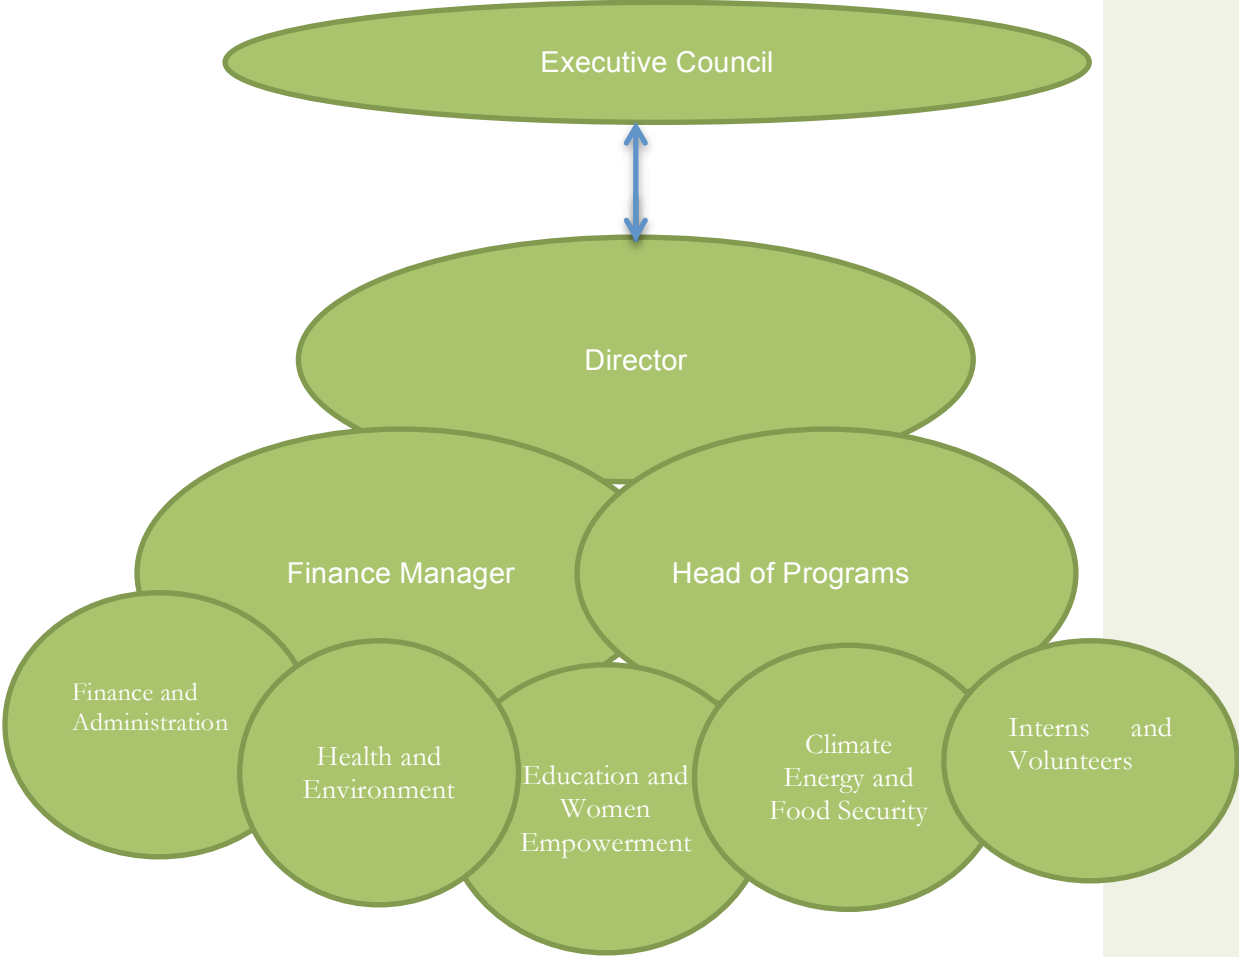 Executive Council
Director
Finance Manager
Head of Programs
Finance and
Administration
Health and
Environment
Education and
Women
Empowerment
Climate
Energy and
Food Security
Interns and
Volunteers